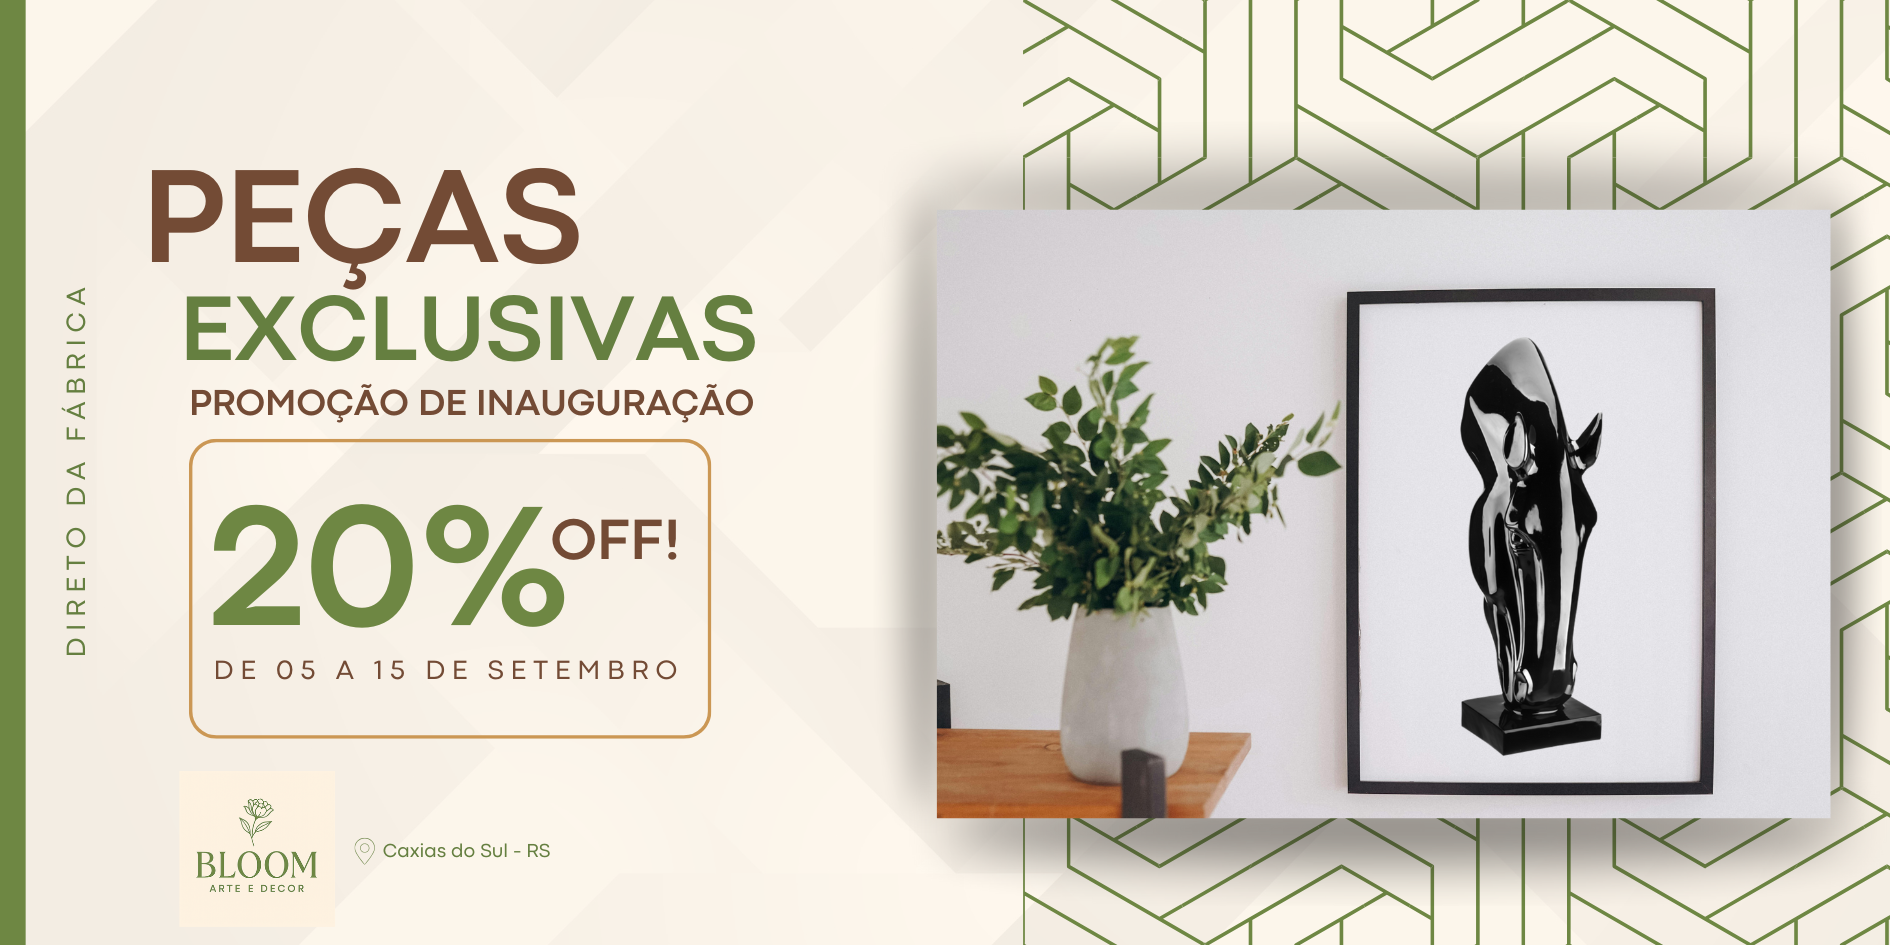 DIRETO DA FÁBRICA
PEÇAS
EXCLUSIVAS
PROMOÇÃO DE INAUGURAÇÃO
20% OFF!
DE 05 A 15 DE SETEMBRO
BLOOM
ARTE E DECOR
Caxias do Sul - RS